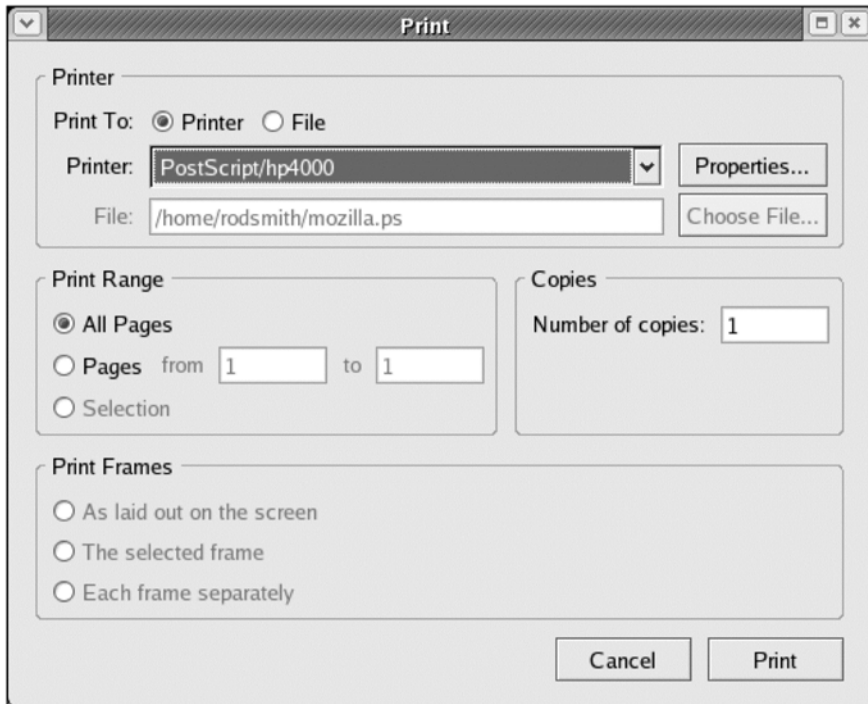 Print
Printer
Print To: Printer File
Printer: PostScript/hp4000 Properties...
File: /home/rodsmith/mozilla.ps Choose File...
Print Range
All Pages
Pages from 1 to 1
Selection
Copies
Number of copies: 1
Print Frames
As laid out on the screen
The selected frame
Each frame separately
Cancel Print